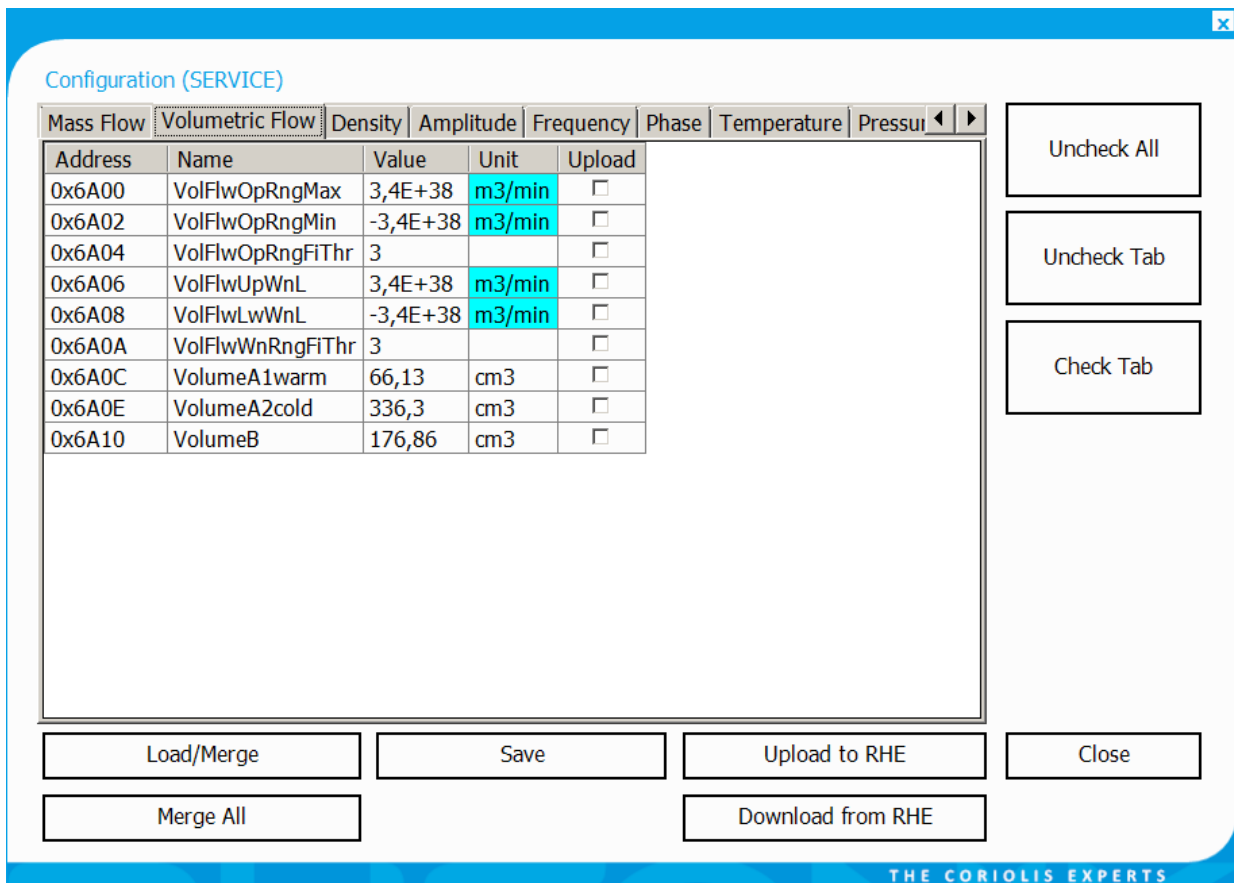 x
Configuration (SERVICE)
Mass Flow Volumetric Flow Density Amplitude Frequency Phase Temperature Pressur
Address Name Value Unit Upload
0x6A00 VolFlwOpRngMax 3,4E+38 m3/min
0x6A02 VolFlwOpRngMin -3,4E+38 m3/min
0x6A04 VolFlwOpRngFiThr 3
0x6A06 VolFlwUpWnL 3,4E+38 m3/min
0x6A08 VolFlwLwWnL -3,4E+38 m3/min
0x6A0A VolFlwWnRngFiThr 3
0x6A0C VolumeA1warm 66,13 cm3
0x6A0E VolumeA2cold 336,3 cm3
0x6A10 VolumeB 176,86 cm3
Uncheck All
Uncheck Tab
Check Tab
Load/Merge Save Upload to RHE Close
Merge All Download from RHE
THE CORIOLIS EXPERTS